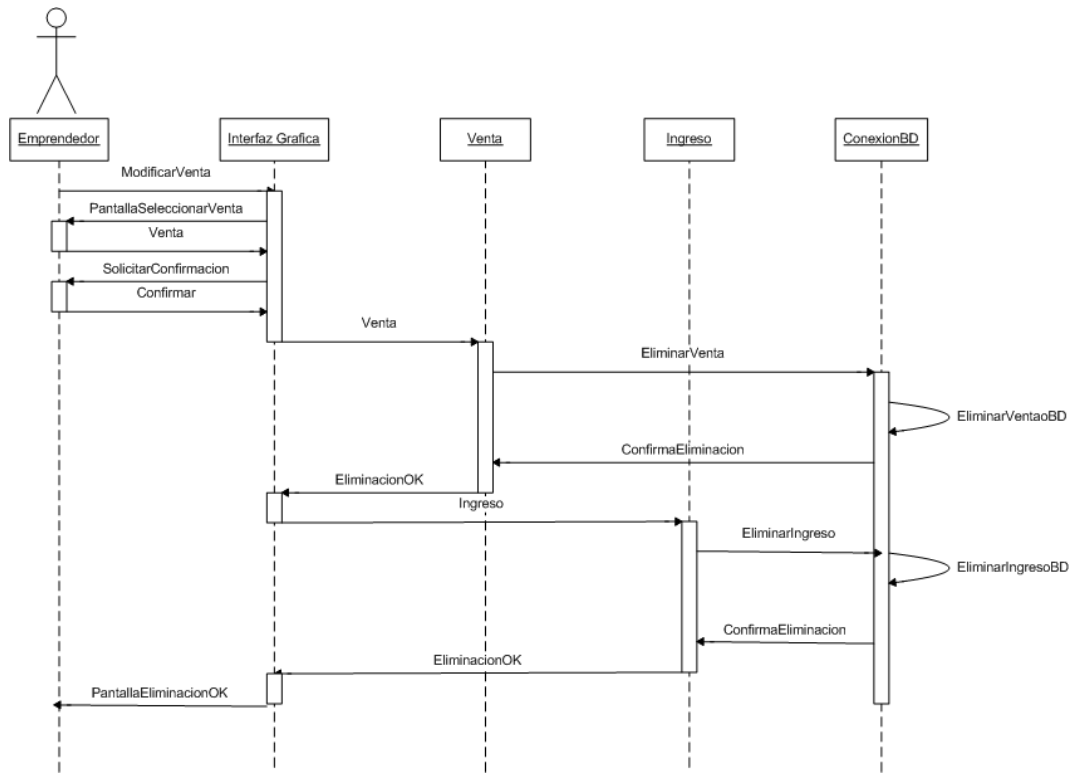 Emprendedor
Interfaz Grafica
Venta
Ingreso
ConexionBD
ModificarVenta
PantallaSeleccionarVenta
Venta
SolicitarConfirmacion
Confirmar
Venta
EliminarVenta
EliminarVentaoBD
ConfirmaEliminacion
EliminacionOK
Ingreso
EliminarIngreso
EliminarIngresoBD
ConfirmaEliminacion
EliminacionOK
PantallaEliminacionOK